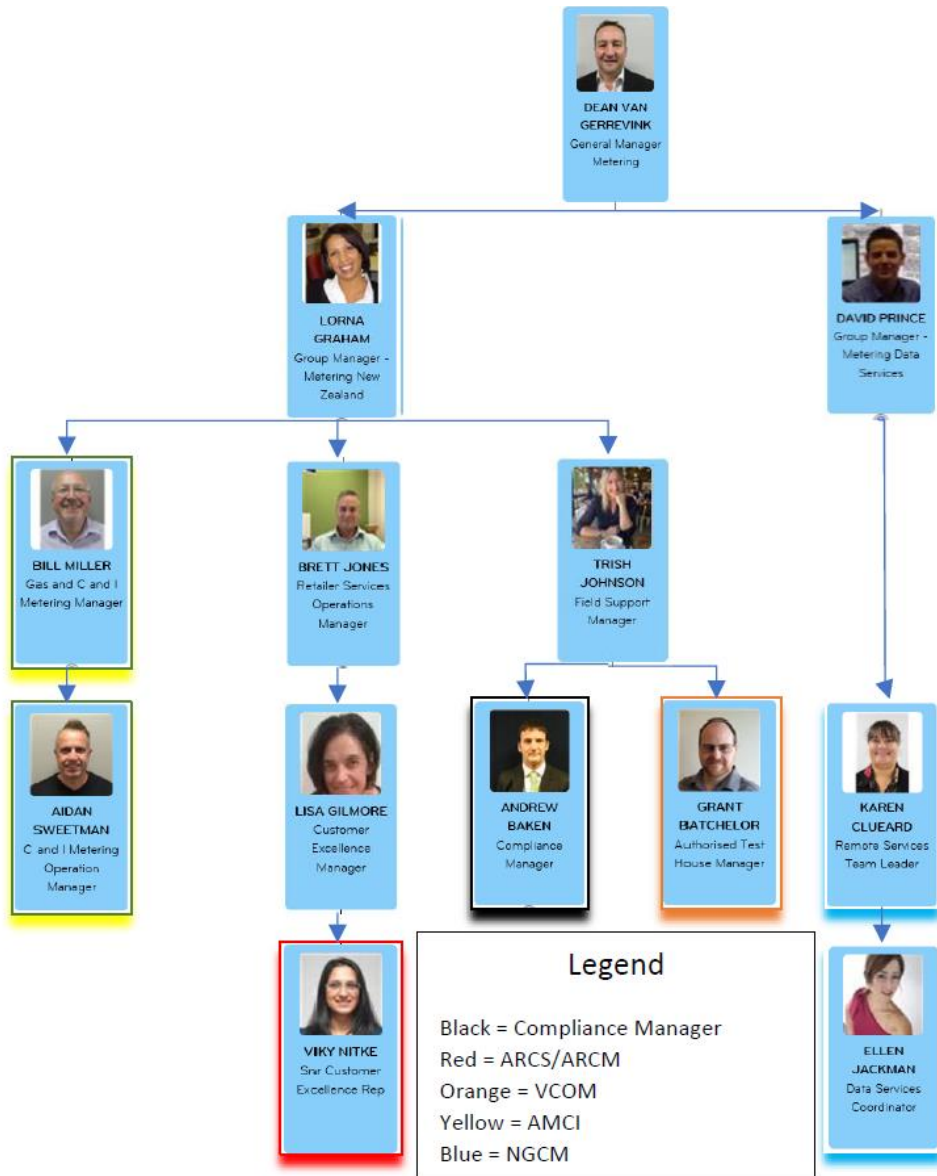 DEAN VAN
GERREVINK
General Manager
Metering
LORNA
GRAHAM
Group Manager -
Metering New
Zealand
DAVID PRINCE
Group Manager -
Metering Data
Services
BILL MILLER
Gas and C and I
Metering Manager
BRETT JONES
Retailer Services
Operations
Manager
TRISH
JOHNSON
Field Support
Manager
AIDAN
SWEETMAN
C and I Metering
Operation
Manager
LISA GILMORE
Customer
Excellence
Manager
ANDREW
BAKEN
Compliance
Manager
GRANT
BATCHELOR
Authorised Test
House Manager
KAREN
CLUEARD
Remote Services
Team Leader
VIKY NITKE
Snr Customer
Excellence Rep
Legend
Black = Compliance Manager
Red = ARCS/ARCM
Orange = VCOM
Yellow = AMCI
Blue = NGCM
ELLEN
JACKMAN
Data Services
Coordinator